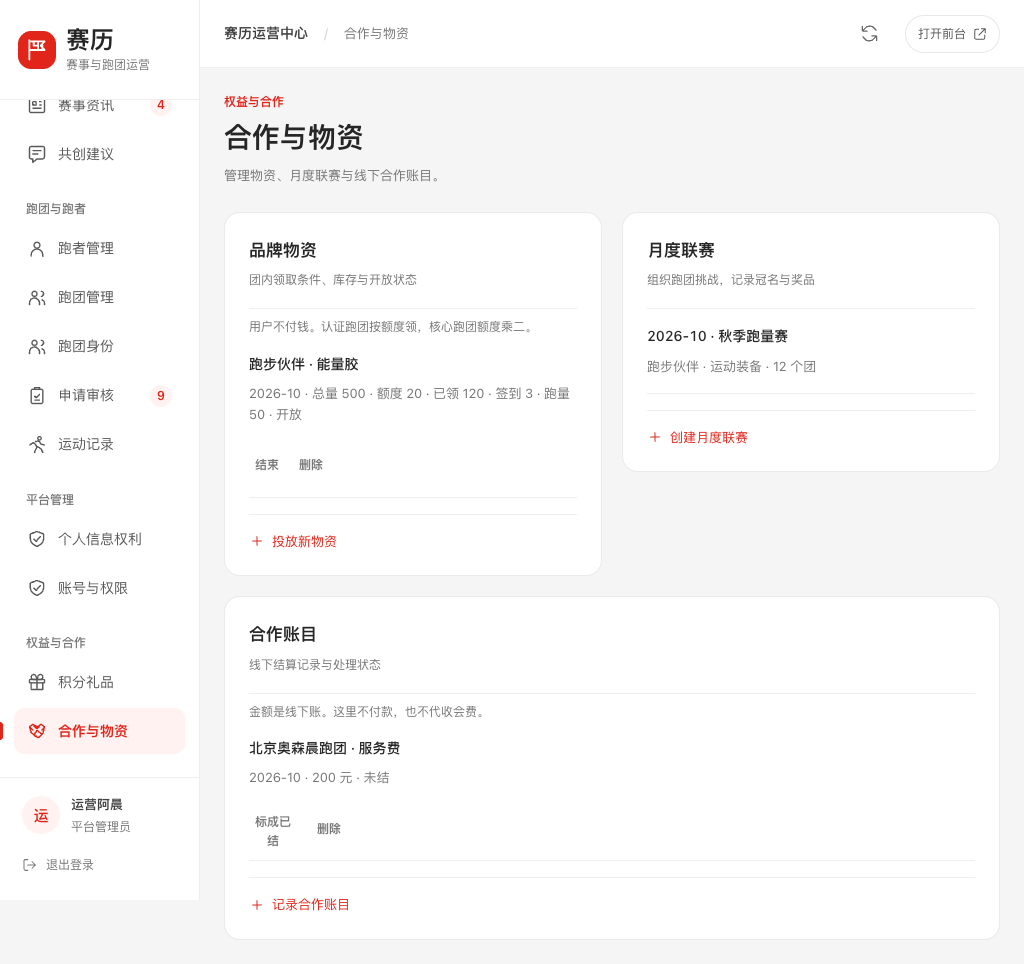 赛历
赛事与跑团运营
赛事资讯 4
共创建议
跑团与跑者
跑者管理
跑团管理
跑团身份
申请审核 9
运动记录
平台管理
个人信息权利
账号与权限
权益与合作
积分礼品
合作与物资
运
运营阿晨
平台管理员
退出登录
赛历运营中心 / 合作与物资
打开前台
权益与合作
合作与物资
管理物资、月度联赛与线下合作账目。
品牌物资
团内领取条件、库存与开放状态
用户不付钱。认证跑团按额度领，核心跑团额度乘二。
跑步伙伴 · 能量胶
2026-10 · 总量 500 · 额度 20 · 已领 120 · 签到 3 · 跑量
50 · 开放
结束 删除
投放新物资
月度联赛
组织跑团挑战，记录冠名与奖品
2026-10 · 秋季跑量赛
跑步伙伴 · 运动装备 · 12 个团
创建月度联赛
合作账目
线下结算记录与处理状态
金额是线下账。这里不付款，也不代收会费。
北京奥森晨跑团 · 服务费
2026-10 · 200 元 · 未结
标成已
结
删除
记录合作账目